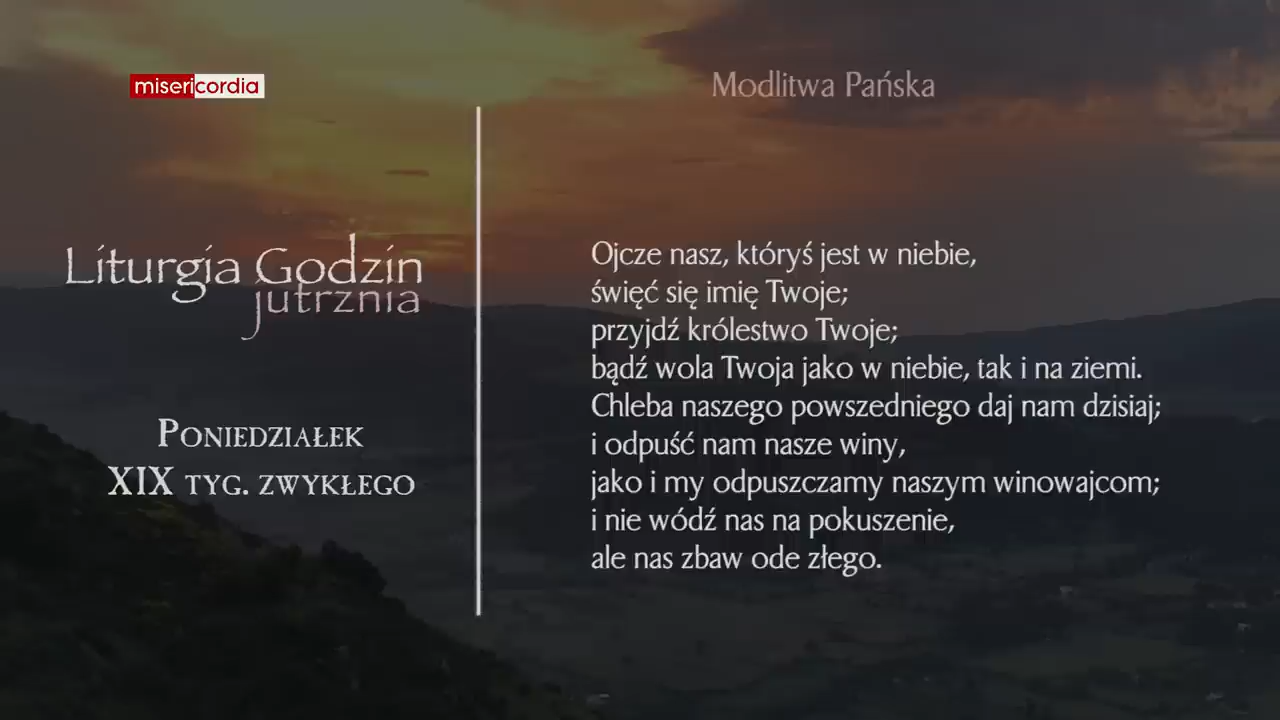 misericordia
Modlitwa Pańska
Liturgia Godzin
jutrznia
Poniedziałek
XIX tyg. zwykłego
Ojcze nasz, któryś jest w niebie,
święć się imię Twoje;
przyjdź królestwo Twoje;
bądź wola Twoja jako w niebie, tak i na ziemi.
Chleba naszego powszedniego daj nam dzisiaj;
i odpuść nam nasze winy,
jako i my odpuszczamy naszym winowajcom;
i nie wódź nas na pokuszenie,
ale nas zbaw ode złego.